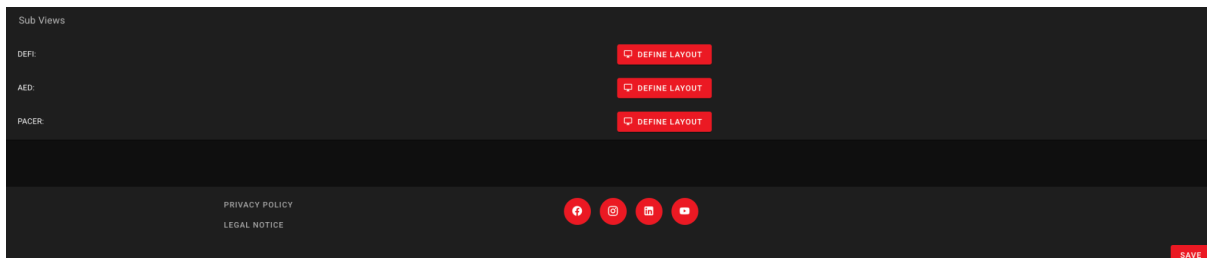 Sub Views
DEFI:
DEFINE LAYOUT
AED:
DEFINE LAYOUT
PACER:
DEFINE LAYOUT
PRIVACY POLICY
LEGAL NOTICE
SAVE